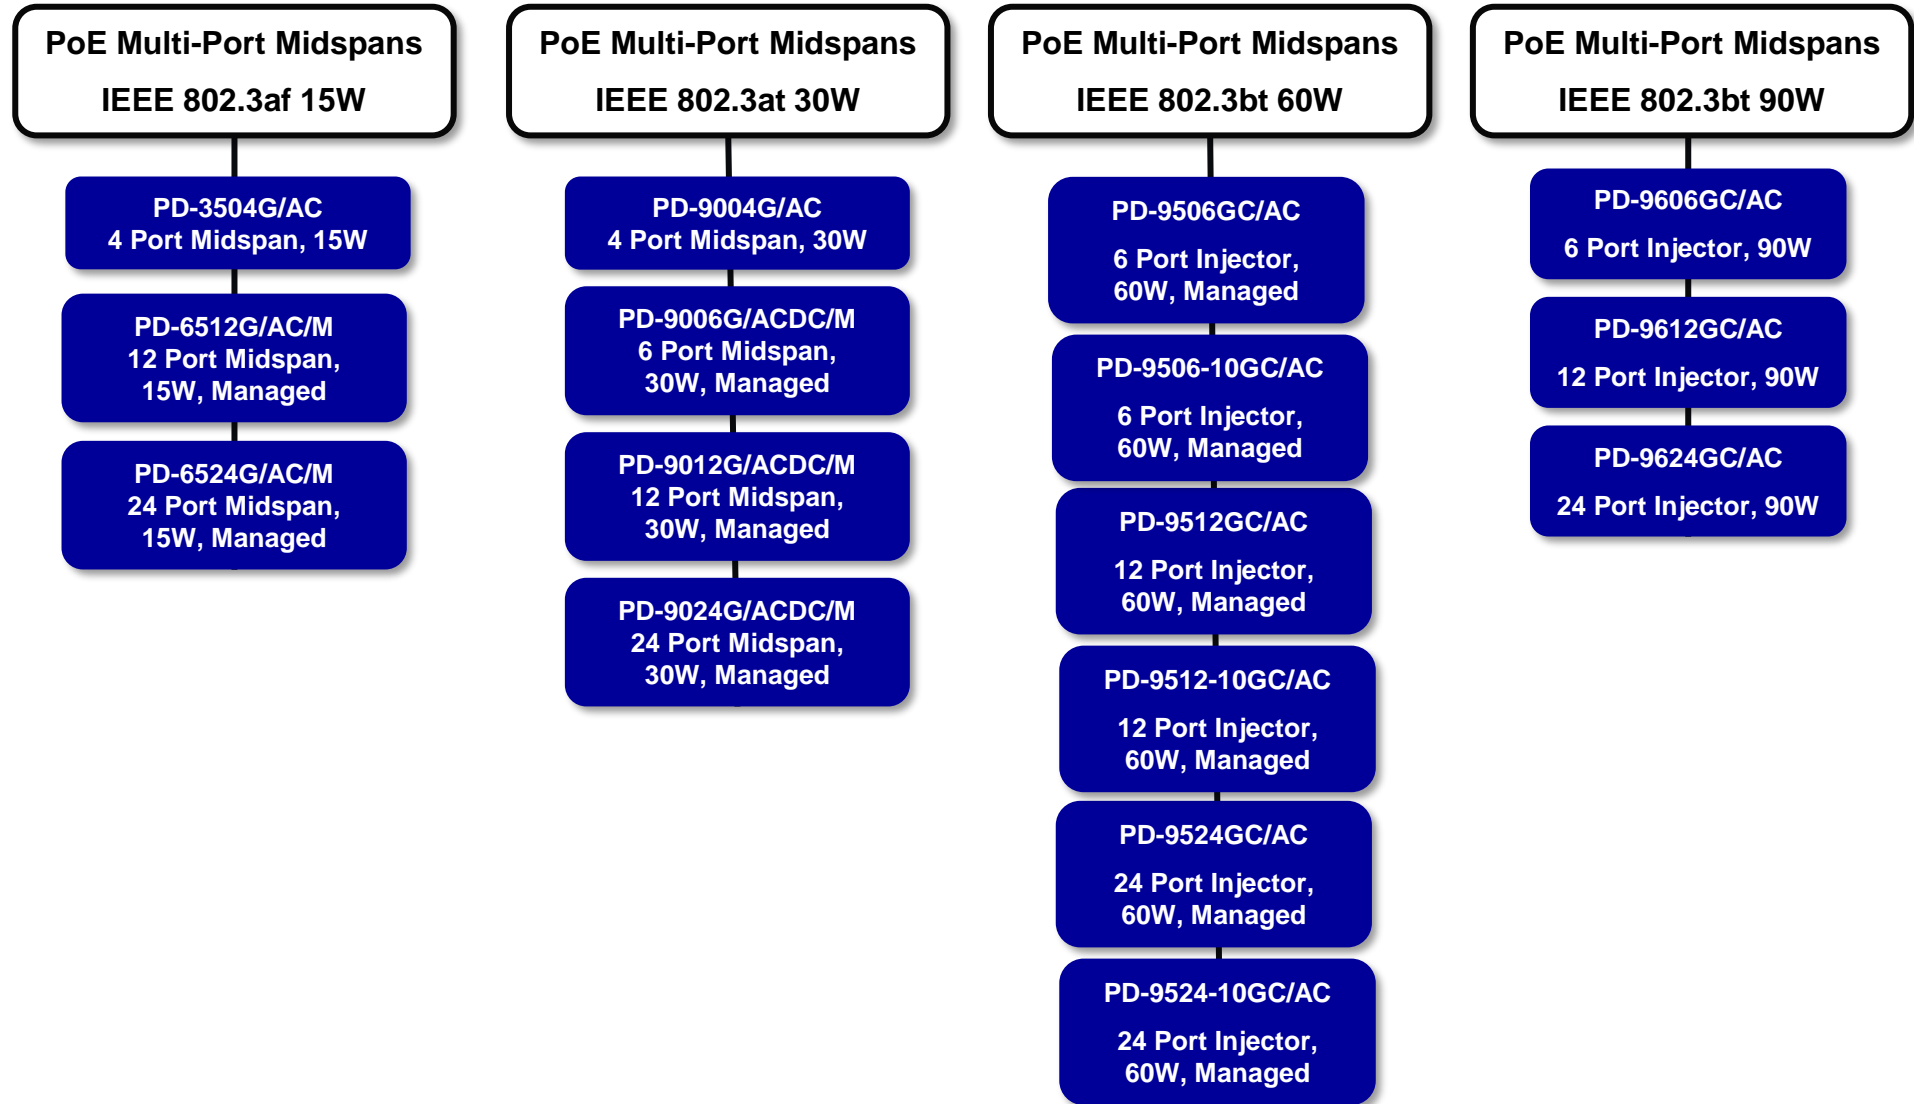 PoE Multi-Port Midspans
IEEE 802.3af 15W
PD-3504G/AC
4 Port Midspan, 15W
PD-6512G/AC/M
12 Port Midspan,
15W, Managed
PD-6524G/AC/M
24 Port Midspan,
15W, Managed
PoE Multi-Port Midspans
IEEE 802.3at 30W
PD-9004G/AC
4 Port Midspan, 30W
PD-9006G/ACDC/M
6 Port Midspan,
30W, Managed
PD-9012G/ACDC/M
12 Port Midspan,
30W, Managed
PD-9024G/ACDC/M
24 Port Midspan,
30W, Managed
PoE Multi-Port Midspans
IEEE 802.3bt 60W
PD-9506GC/AC
6 Port Injector,
60W, Managed
PD-9506-10GC/AC
6 Port Injector,
60W, Managed
PD-9512GC/AC
12 Port Injector,
60W, Managed
PD-9512-10GC/AC
12 Port Injector,
60W, Managed
PD-9524GC/AC
24 Port Injector,
60W, Managed
PD-9524-10GC/AC
24 Port Injector,
60W, Managed
PoE Multi-Port Midspans
IEEE 802.3bt 90W
PD-9606GC/AC
6 Port Injector, 90W
PD-9612GC/AC
12 Port Injector, 90W
PD-9624GC/AC
24 Port Injector, 90W